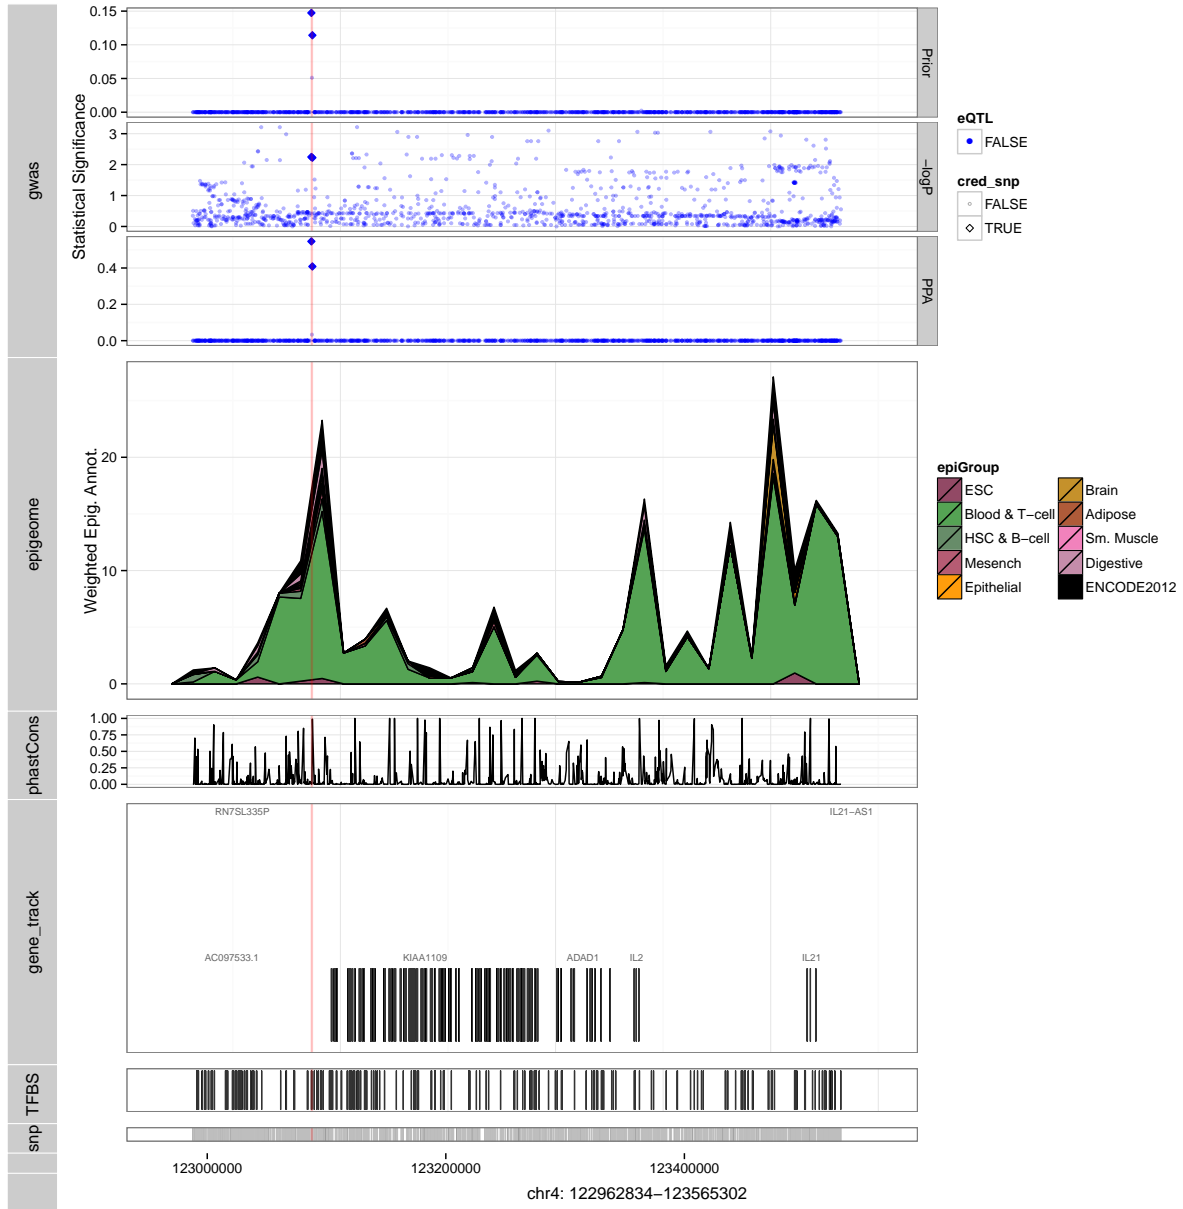 gwas
Statistical Significance
0.15
0.10
0.05
0.00
Prior
3
2
1
0
−logP
0.4
0.2
0.0
PPA
eQTL
FALSE
cred_snp
FALSE
TRUE
epigeome
Weighted Epig. Annot.
20
10
0
epiGroup
ESC
Blood & T−cell
HSC & B−cell
Mesench
Epithelial
Brain
Adipose
Sm. Muscle
Digestive
ENCODE2012
phastCons
1.00
0.75
0.50
0.25
0.00
gene_track
RN7SL335P
IL21−AS1
AC097533.1
KIAA1109
ADAD1
IL2
IL21
TFBS
snp
123000000
123200000
123400000
chr4: 122962834−123565302